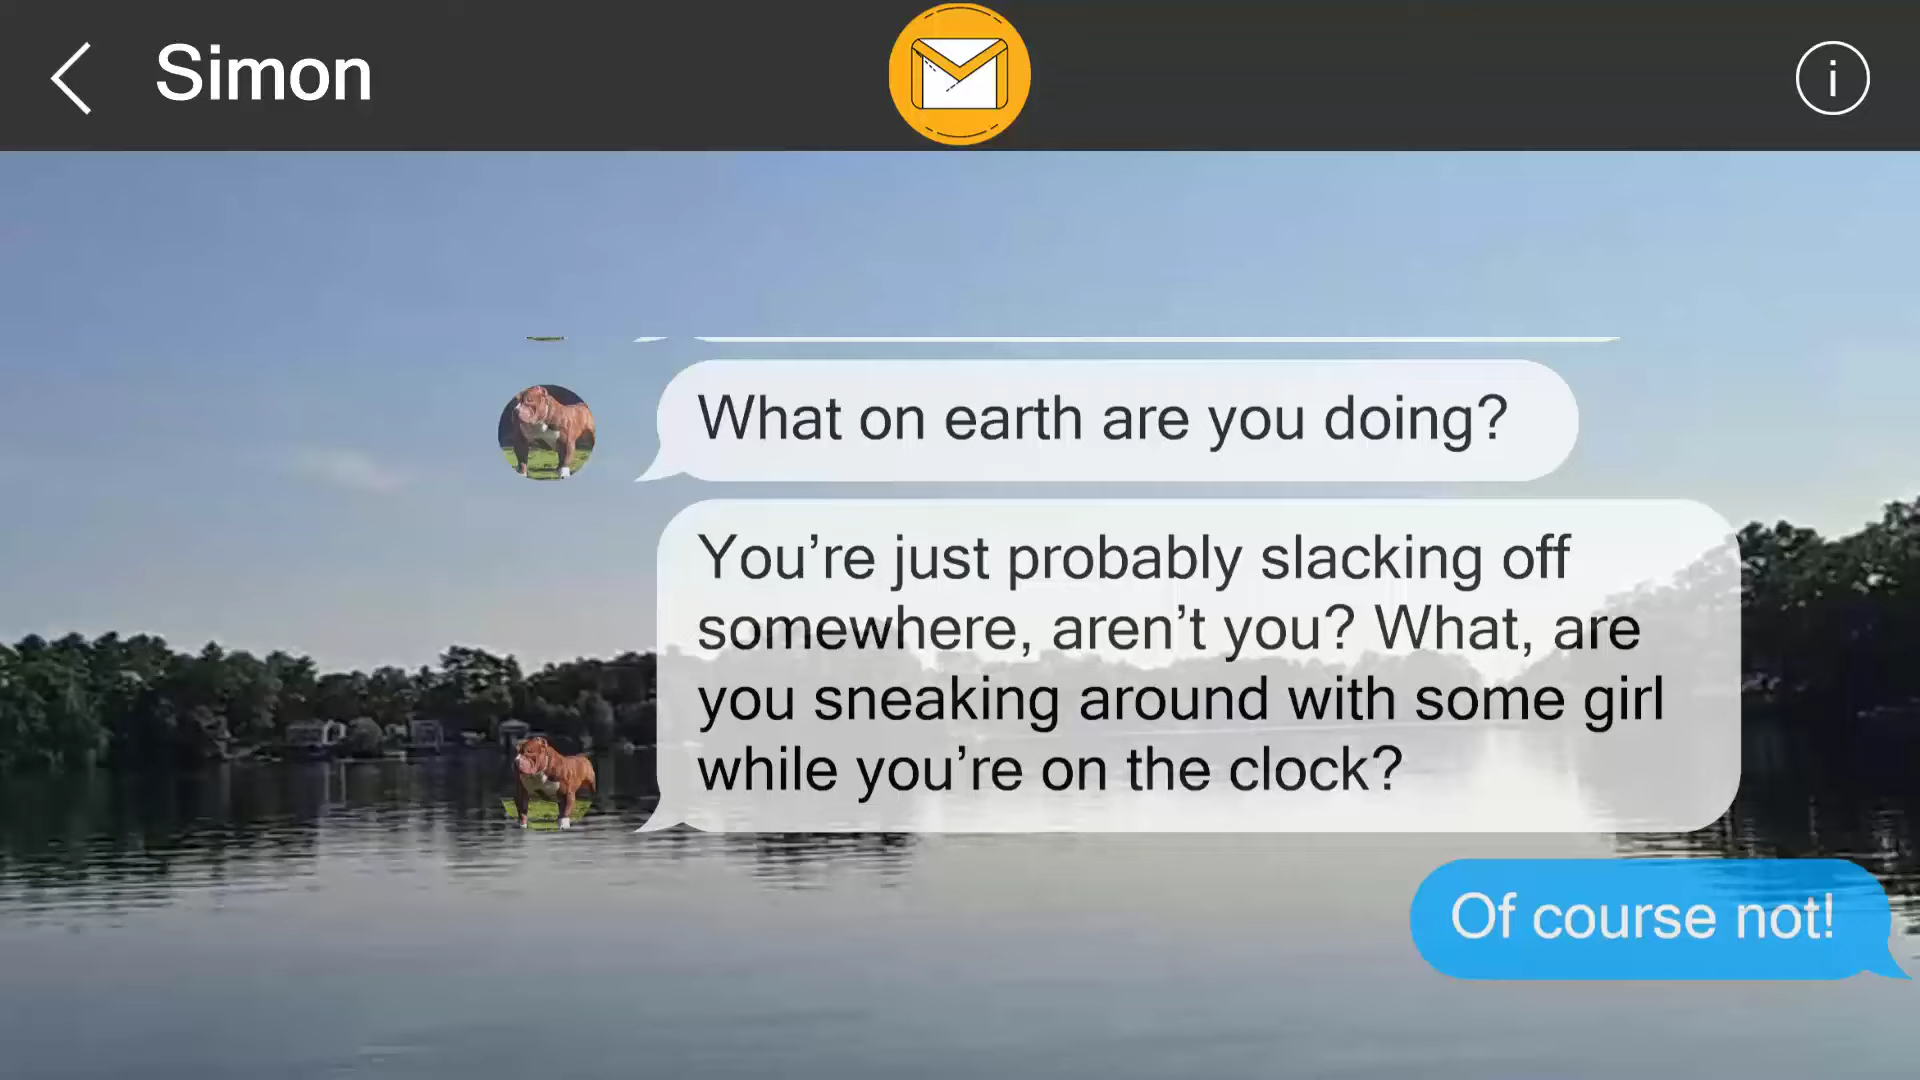 Simon
i
What on earth are you doing?
You’re just probably slacking off
somewhere, aren’t you? What, are
you sneaking around with some girl
while you’re on the clock?
Of course not!